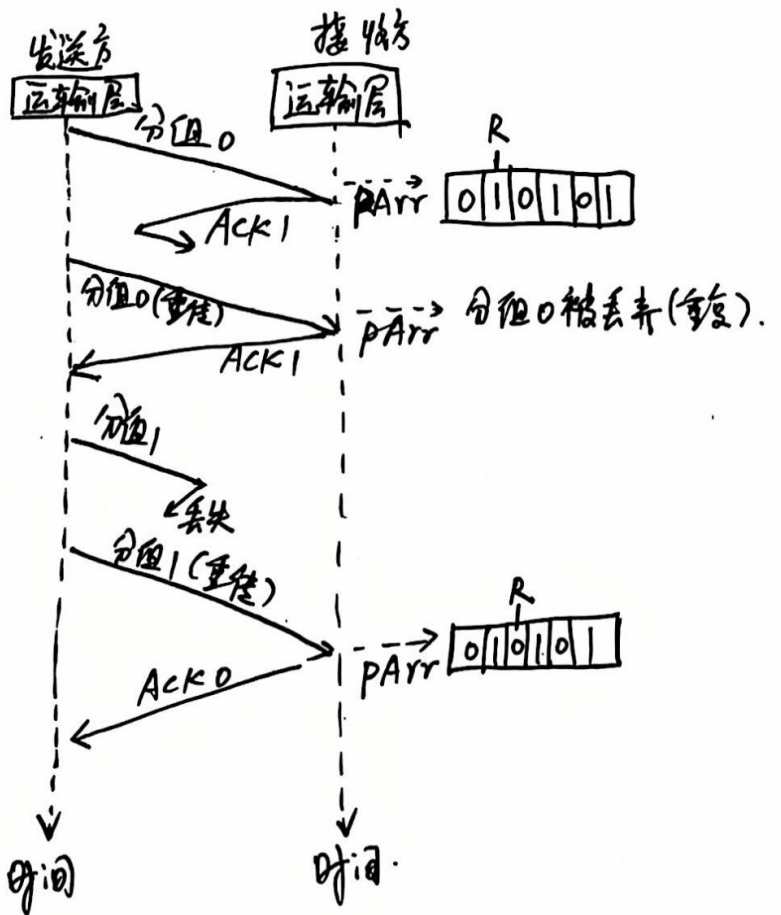 发送方 接收方
运输层 运输层
分组0
R
pArr 0 1 0 1 0 1
ACK1
分组0(重传)
pArr 分组0被丢弃(重复).
ACK1
分组1
丢失
分组1(重传)
R
pArr 0 1 0 1 0 1
ACK0
时间 时间.